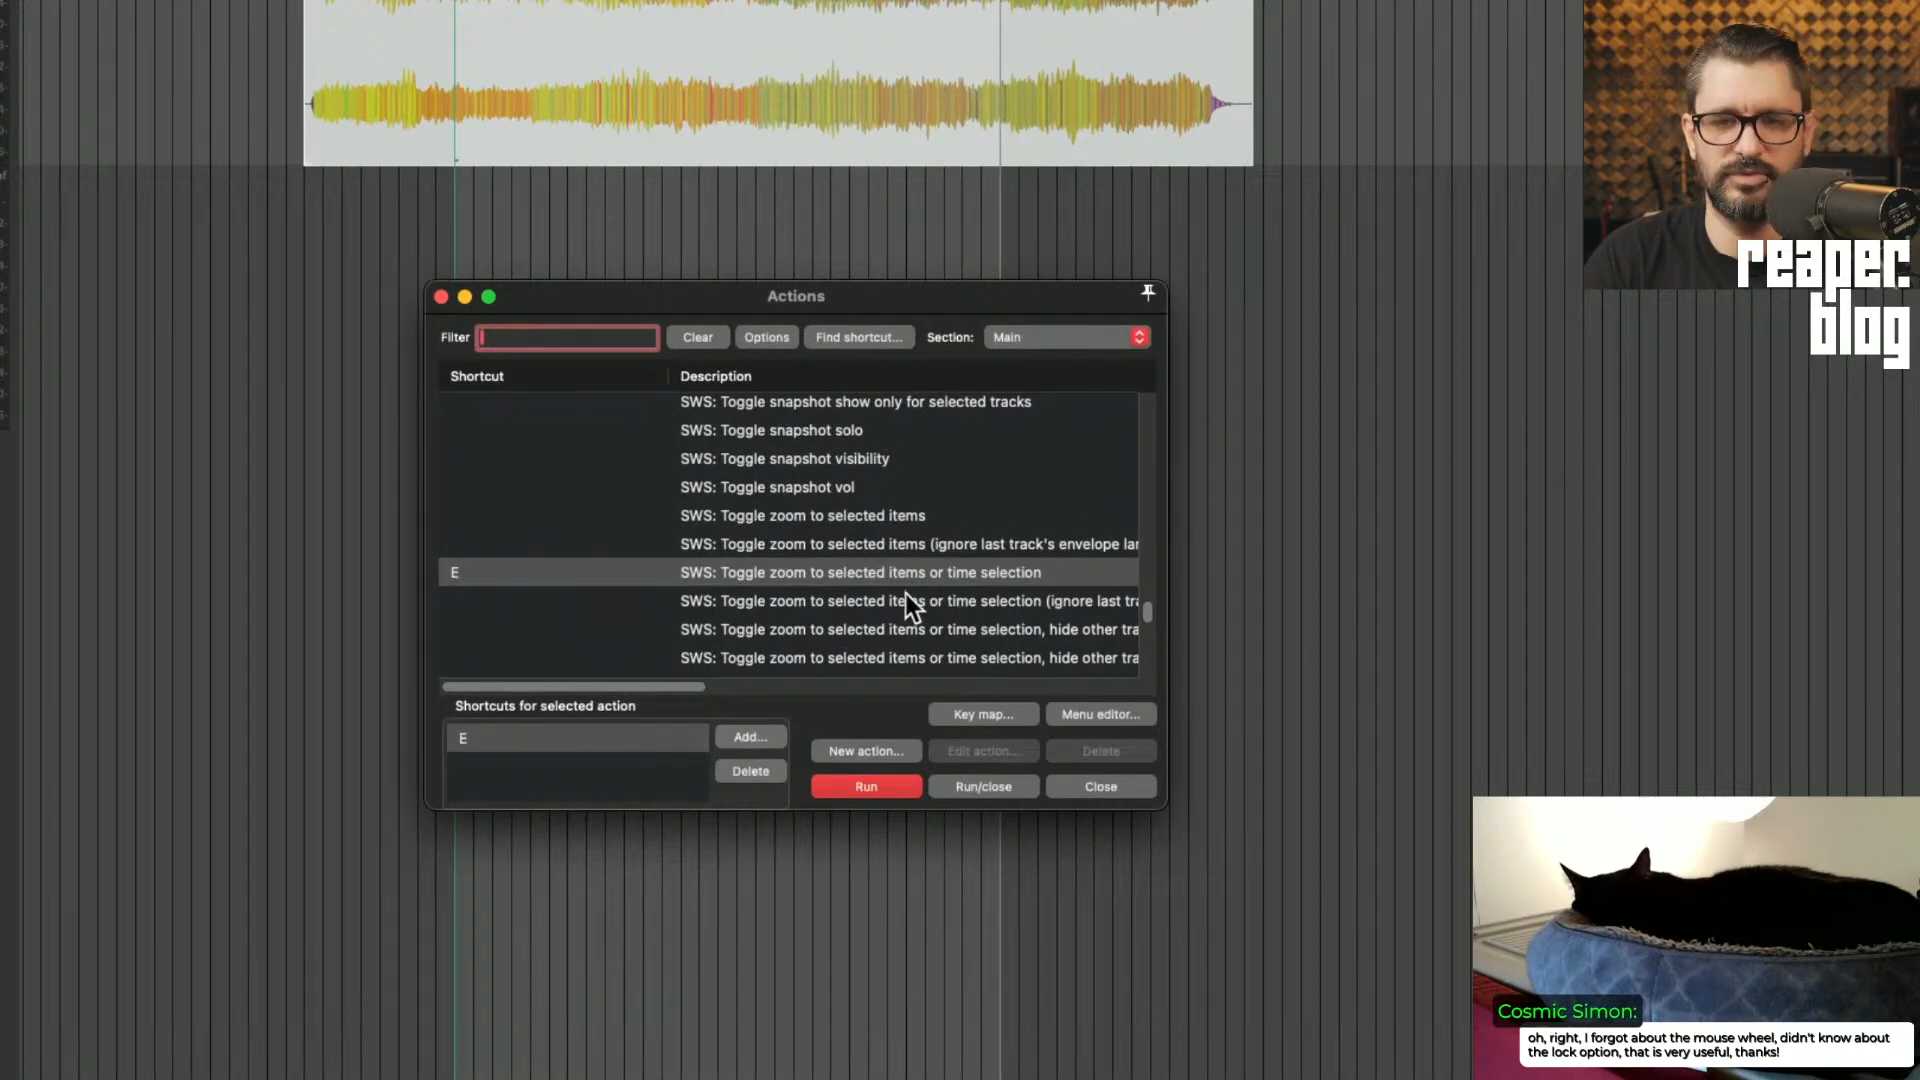 reaper.
blog
Actions
Filter
Clear
Options
Find shortcut...
Section:
Main
Shortcut
Description
SWS: Toggle snapshot show only for selected tracks
SWS: Toggle snapshot solo
SWS: Toggle snapshot visibility
SWS: Toggle snapshot vol
SWS: Toggle zoom to selected items
SWS: Toggle zoom to selected items (ignore last track's envelope lan
E
SWS: Toggle zoom to selected items or time selection
SWS: Toggle zoom to selected items or time selection (ignore last tra
SWS: Toggle zoom to selected items or time selection, hide other tra
SWS: Toggle zoom to selected items or time selection, hide other tra
Shortcuts for selected action
E
Add...
Delete
Key map...
Menu editor...
New action...
Edit action...
Delete
Run
Run/close
Close
Cosmic Simon:
oh, right, I forgot about the mouse wheel, didn't know about
the lock option, that is very useful, thanks!